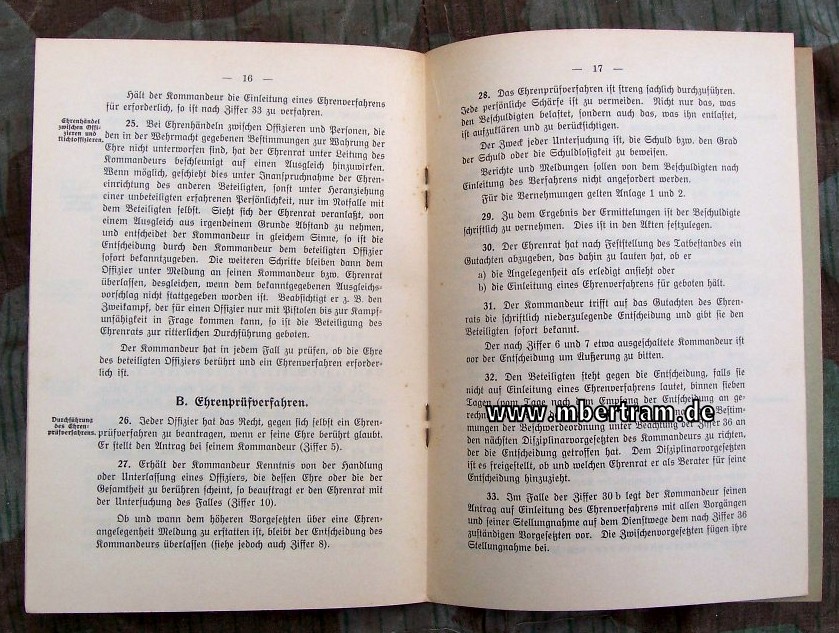 — 16 —
Hält der Kommandeur die Einleitung eines Ehrenverfahrens
für erforderlich, so ist nach Ziffer 33 zu verfahren.
Ehrenhändel
zwischen Offi-
zieren und
Nichtoffizieren.
25. Bei Ehrenhändeln zwischen Offizieren und Personen, die
den in der Wehrmacht gegebenen Bestimmungen zur Wahrung der
Ehre nicht unterworfen sind, hat der Ehrenrat unter Leitung des
Kommandeurs beschleunigt auf einen Ausgleich hinzuwirken.
Wenn möglich, geschieht dies unter Inanspruchnahme der Ehren-
einrichtung des anderen Beteiligten, sonst unter Heranziehung
einer unbeteiligten erfahrenen Persönlichkeit, nur im Notfalle mit
dem Beteiligten selbst. Sieht sich der Ehrenrat veranlaßt, von
einem Ausgleich aus irgendeinem Grunde Abstand zu nehmen,
und entscheidet der Kommandeur in gleichem Sinne, so ist die
Entscheidung durch den Kommandeur dem beteiligten Offizier
sofort bekanntzugeben. Die weiteren Schritte bleiben dann dem
Offizier unter Meldung an seinen Kommandeur bzw. Ehrenrat
überlassen, desgleichen, wenn dem bekanntgegebenen Ausgleichs-
vorschlag nicht stattgegeben worden ist. Beabsichtigt er z. B. den
Zweikampf, der für einen Offizier nur mit Pistolen bis zur Kampf-
unfähigkeit in Frage kommen kann, so ist die Beteiligung des
Ehrenrats zur ritterlichen Durchführung geboten.
Der Kommandeur hat in jedem Fall zu prüfen, ob die Ehre
des beteiligten Offiziers berührt und ein Ehrenverfahren erforder-
lich ist.
B. Ehrenprüfverfahren.
Durchführung
des Ehren-
prüfverfahrens.
26. Jeder Offizier hat das Recht, gegen sich selbst ein Ehren-
prüfverfahren zu beantragen, wenn er seine Ehre berührt glaubt.
Er stellt den Antrag bei seinem Kommandeur (Ziffer 5).
27. Erhält der Kommandeur Kenntnis von der Handlung
oder Unterlassung eines Offiziers, die dessen Ehre oder die der
Gesamtheit zu berühren scheint, so beauftragt er den Ehrenrat mit
der Untersuchung des Falles (Ziffer 10).
Ob und wann dem höheren Vorgesetzten über eine Ehren-
angelegenheit Meldung zu erstatten ist, bleibt der Entscheidung des
Kommandeurs überlassen (siehe jedoch auch Ziffer 8).
— 17 —
28. Das Ehrenprüfverfahren ist streng sachlich durchzuführen.
Jede persönliche Schärfe ist zu vermeiden. Nicht nur das, was
den Beschuldigten belastet, sondern auch das, was ihn entlastet,
ist aufzuklären und zu berücksichtigen.
Der Zweck jeder Untersuchung ist, die Schuld bzw. den Grad
der Schuld oder die Schuldlosigkeit zu beweisen.
Berichte und Meldungen sollen von dem Beschuldigten nach
Einleitung des Verfahrens nicht angefordert werden.
Für die Vernehmungen gelten Anlage 1 und 2.
29. Zu dem Ergebnis der Ermittelungen ist der Beschuldigte
schriftlich zu vernehmen. Dies ist in den Akten festzulegen.
30. Der Ehrenrat hat nach Feststellung des Tatbestandes ein
Gutachten abzugeben, das dahin zu lauten hat, ob er
a) die Angelegenheit als erledigt ansieht oder
b) die Einleitung eines Ehrenverfahrens für geboten hält.
31. Der Kommandeur trifft auf das Gutachten des Ehren-
rats die schriftlich niederzulegende Entscheidung und gibt sie den
Beteiligten sofort bekannt.
Der nach Ziffer 6 und 7 etwa ausgeschaltete Kommandeur ist
vor der Entscheidung um Äußerung zu bitten.
32. Den Beteiligten steht gegen die Entscheidung, falls sie
nicht auf Einleitung eines Ehrenverfahrens lautet, binnen sieben
Tagen (vom Tage nach dem Empfang der Entscheidung an ge-
www.mbertram.de
mungen der Beschwerdeordnung unter Beachtung der Ziffer 36 an
den nächsten Disziplinarvorgesetzten des Kommandeurs zu richten,
der die Entscheidung getroffen hat. Dem Disziplinarvorgesetzten
ist es freigestellt, ob und welchen Ehrenrat er als Berater für seine
Entscheidung hinzuzieht.
33. Im Falle der Ziffer 30 b legt der Kommandeur seinen
Antrag auf Einleitung des Ehrenverfahrens mit allen Vorgängen
und seiner Stellungnahme auf dem Dienstwege dem nach Ziffer 36
zuständigen Vorgesetzten vor. Die Zwischenvorgesetzten fügen ihre
Stellungnahme bei.